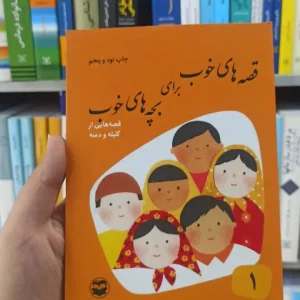 چاپ نود و پنجم
قصه های خوب
برای
بچه های خوب
قصه هایی از
کلیله و دمنه
۱